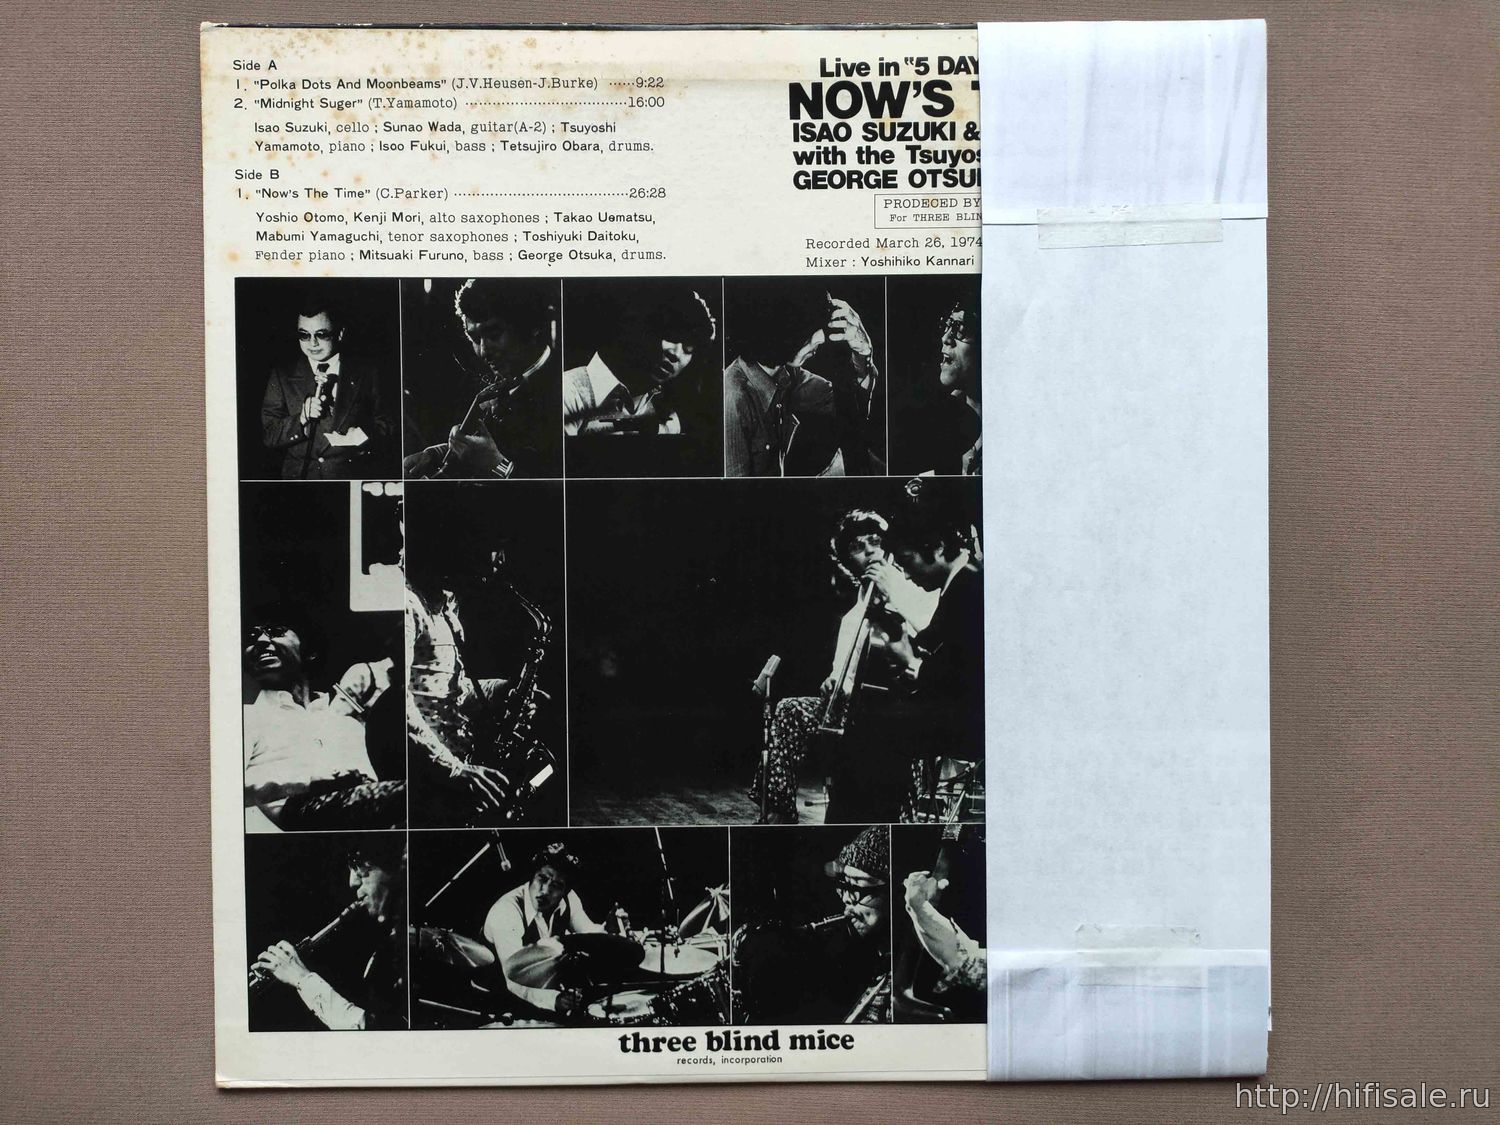 Side A
1. "Polka Dots And Moonbeams" (J.V.Heusen-J.Burke) ······9:22
2. "Midnight Suger" (T.Yamamoto) ···································16:00
Isao Suzuki, cello ; Sunao Wada, guitar(A-2) ; Tsuyoshi
Yamamoto, piano ; Isoo Fukui, bass ; Tetsujiro Obara, drums.
Side B
1. "Now's The Time" (C.Parker) ·····································26:28
Yoshio Otomo, Kenji Mori, alto saxophones ; Takao Uematsu,
Mabumi Yamaguchi, tenor saxophones ; Toshiyuki Daitoku,
Fender piano ; Mitsuaki Furuno, bass ; George Otsuka, drums.
Live in "5 DAY
NOW'S
ISAO SUZUKI &
with the Tsuyos
GEORGE OTSU
PRODECED BY
For THREE BLIN
Recorded March 26, 1974
Mixer : Yoshihiko Kannari
three blind mice
records, incorporation
http://hifisale.ru